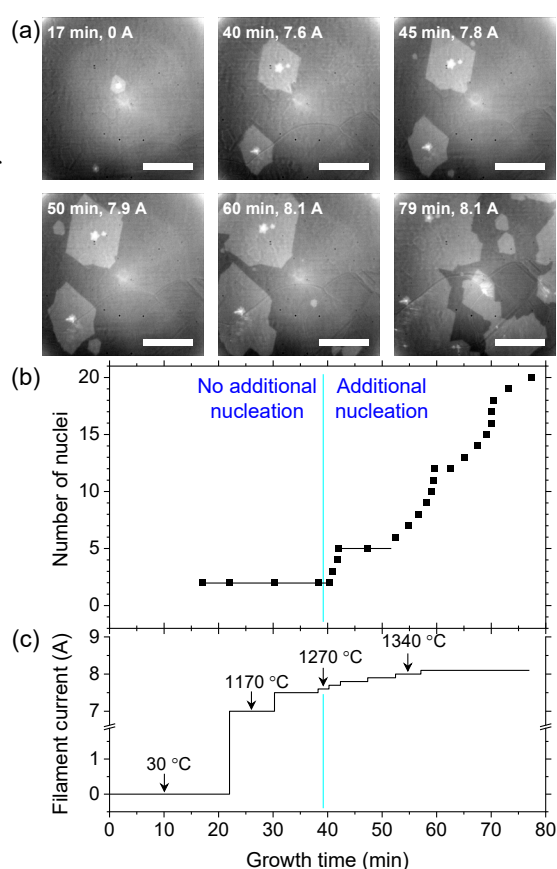 (a)
17 min, 0 A
40 min, 7.6 A
45 min, 7.8 A
50 min, 7.9 A
60 min, 8.1 A
79 min, 8.1 A
(b)
20
15
10
5
0
Number of nuclei
No additional
nucleation
Additional
nucleation
(c)
9
8
7
1
0
Filament current (A)
30 °C
1170 °C
1270 °C
1340 °C
0 10 20 30 40 50 60 70 80
Growth time (min)